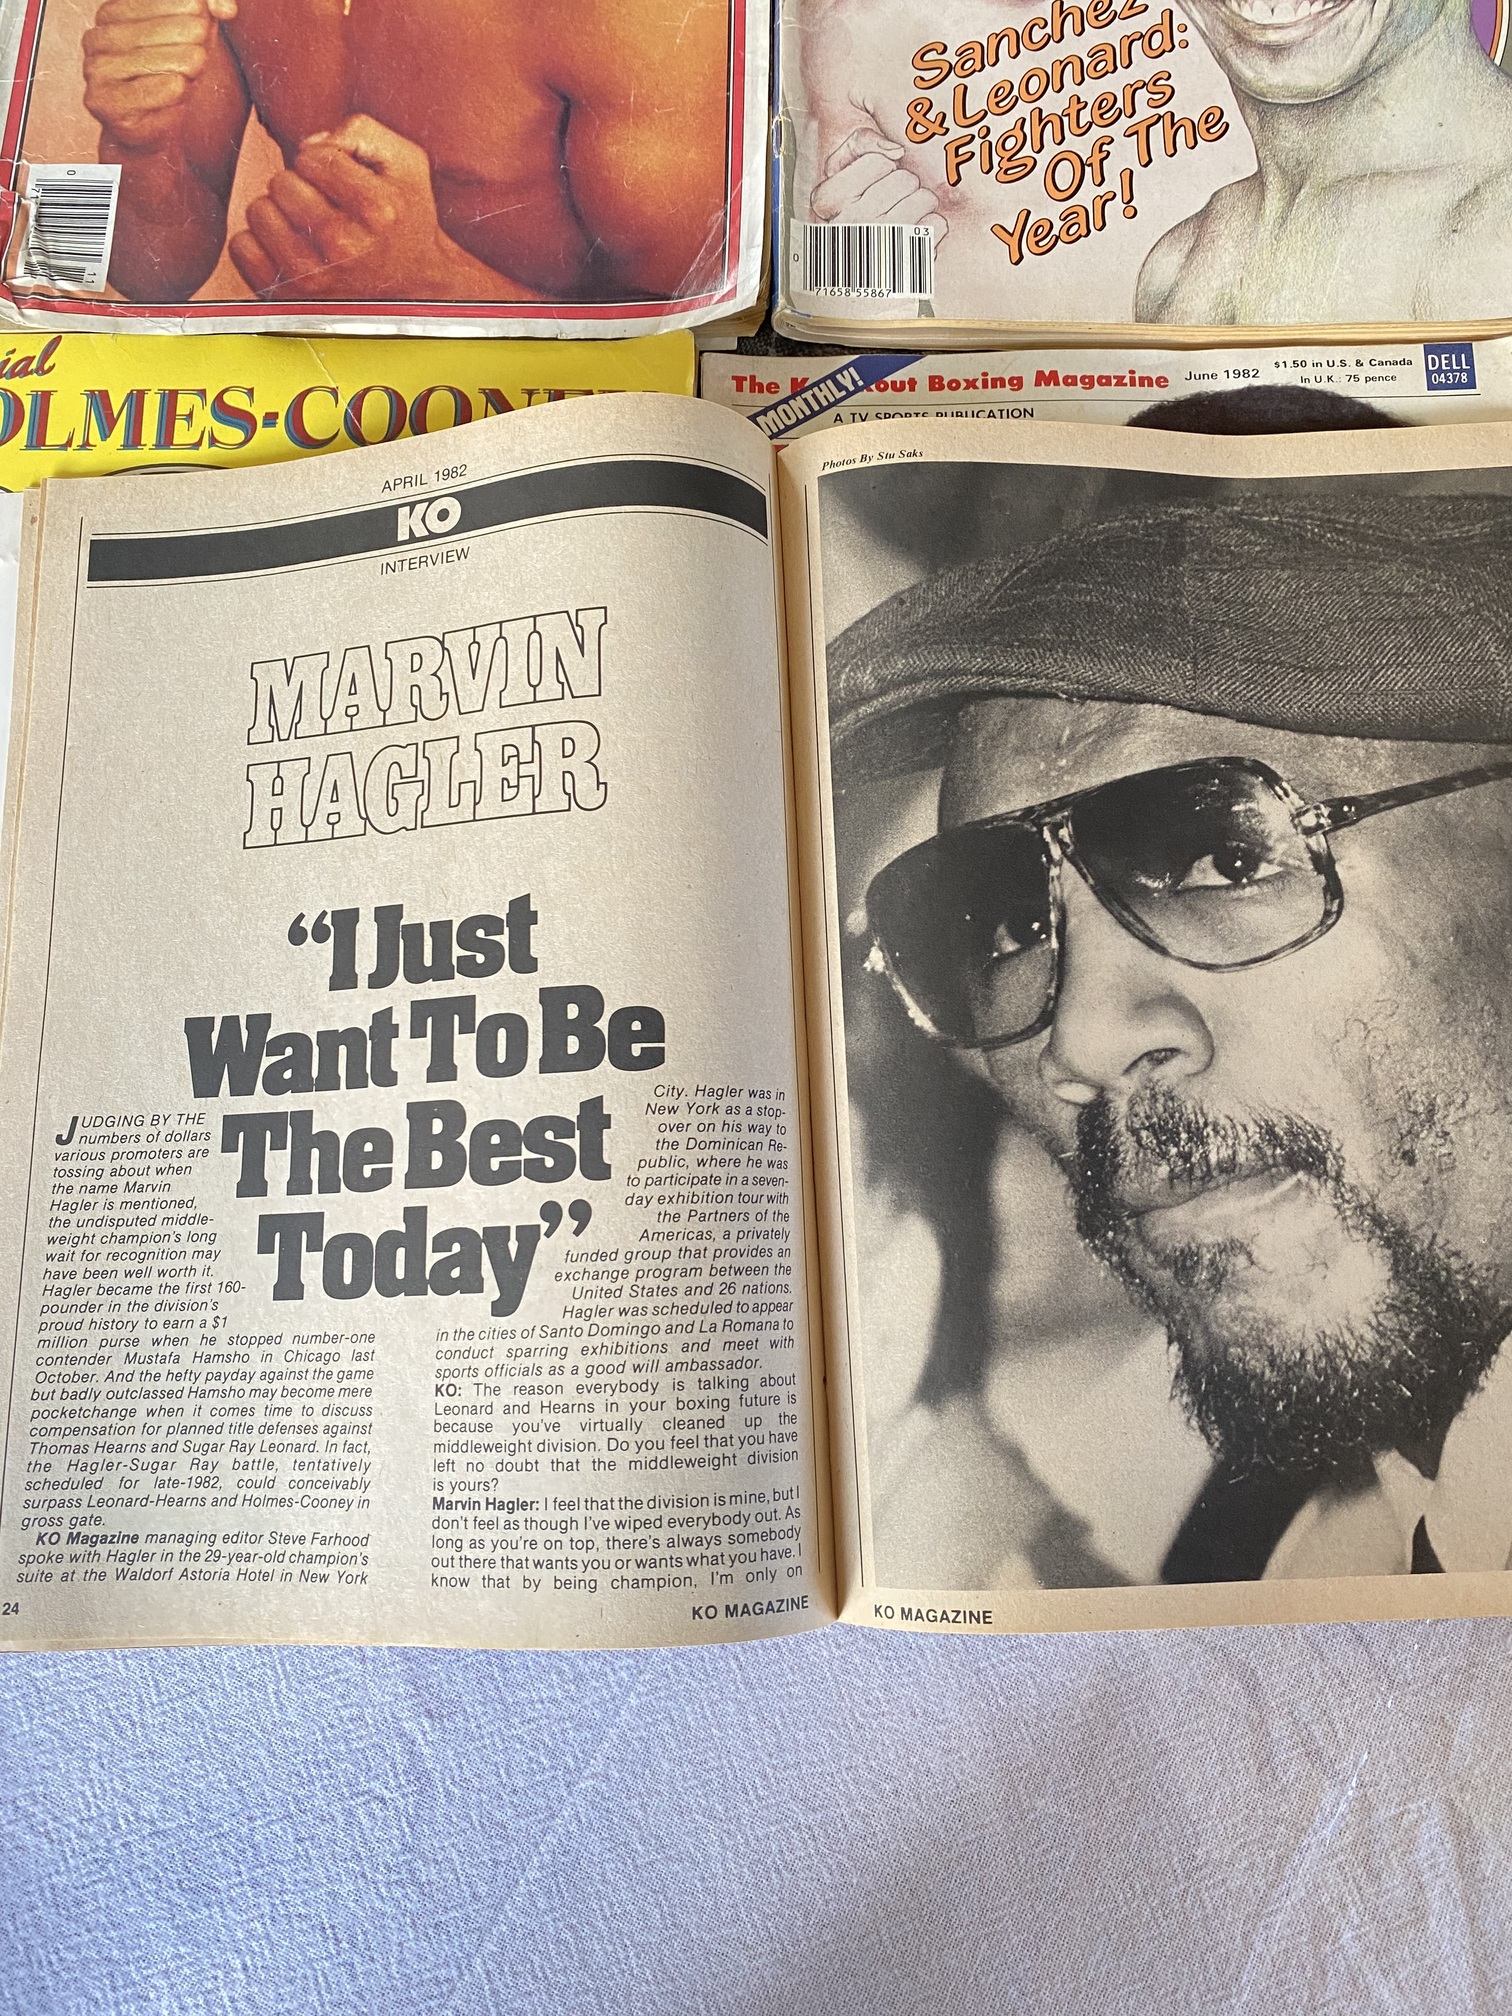 Sanchez
& Leonard:
Fighters
Of The
Year!
03
0
71658 55867
0
7
11
ial
OLMES-COONE
MONTHLY!
The K out Boxing Magazine
June 1982
$1.50 in U.S. & Canada
In U.K.: 75 pence
DELL
04378
A TV SPORTS PUBLICATION
APRIL 1982
KO
INTERVIEW
MARVIN
HAGLER
“I Just
Want To Be
The Best
Today”
JUDGING BY THE
numbers of dollars
various promoters are
tossing about when
the name Marvin
Hagler is mentioned,
the undisputed middle-
weight champion's long
wait for recognition may
have been well worth it.
Hagler became the first 160-
pounder in the division's
proud history to earn a $1
million purse when he stopped number-one
contender Mustafa Hamsho in Chicago last
October. And the hefty payday against the game
but badly outclassed Hamsho may become mere
pocketchange when it comes time to discuss
compensation for planned title defenses against
Thomas Hearns and Sugar Ray Leonard. In fact,
the Hagler-Sugar Ray battle, tentatively
scheduled for late-1982, could conceivably
surpass Leonard-Hearns and Holmes-Cooney in
gross gate.
KO Magazine managing editor Steve Farhood
spoke with Hagler in the 29-year-old champion's
suite at the Waldorf Astoria Hotel in New York
City. Hagler was in
New York as a stop-
over on his way to
the Dominican Re-
public, where he was
to participate in a seven-
day exhibition tour with
the Partners of the
Americas, a privately
funded group that provides an
exchange program between the
United States and 26 nations.
Hagler was scheduled to appear
in the cities of Santo Domingo and La Romana to
conduct sparring exhibitions and meet with
sports officials as a good will ambassador.
KO: The reason everybody is talking about
Leonard and Hearns in your boxing future is
because you've virtually cleaned up the
middleweight division. Do you feel that you have
left no doubt that the middleweight division
is yours?
Marvin Hagler: I feel that the division is mine, but I
don't feel as though I've wiped everybody out. As
long as you're on top, there's always somebody
out there that wants you or wants what you have. I
know that by being champion, I'm only on
24
KO MAGAZINE
Photos By Stu Saks
KO MAGAZINE